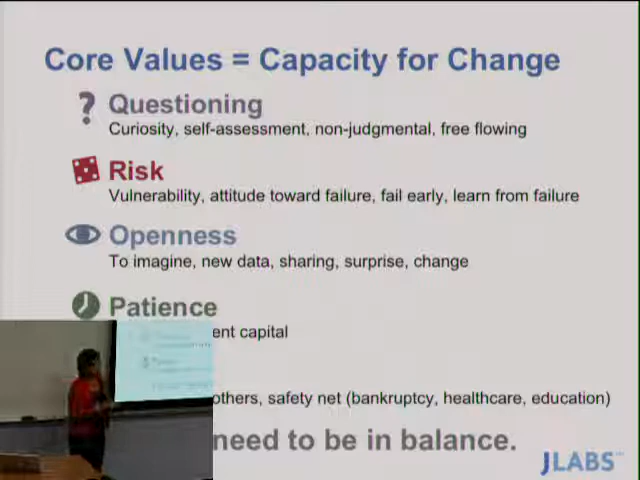 Core Values = Capacity for Change
? Questioning
Curiosity, self-assessment, non-judgmental, free flowing
Risk
Vulnerability, attitude toward failure, fail early, learn from failure
Openness
To imagine, new data, sharing, surprise, change
Patience
ent capital
others, safety net (bankruptcy, healthcare, education)
need to be in balance.
JLABS